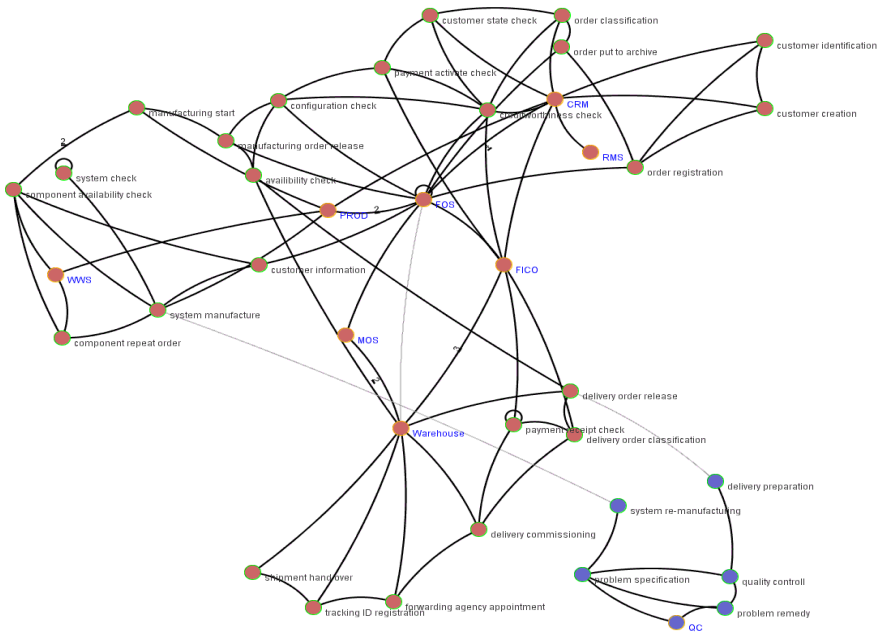 customer state check
order classification
customer identification
order put to archive
payment activate check
configuration check
CRM
creditworthiness check
customer creation
manufacturing start
manufacturing order release
2
RMS
order registration
system check
availibility check
component availability check
PROD
2
EOS
customer information
FICO
WWS
system manufacture
component repeat order
MOS
2
2
delivery order release
Warehouse
payment receipt check
delivery order classification
delivery preparation
system re-manufacturing
delivery commissioning
shipment hand over
problem specification
quality controll
forwarding agency appointment
tracking ID registration
problem remedy
QC